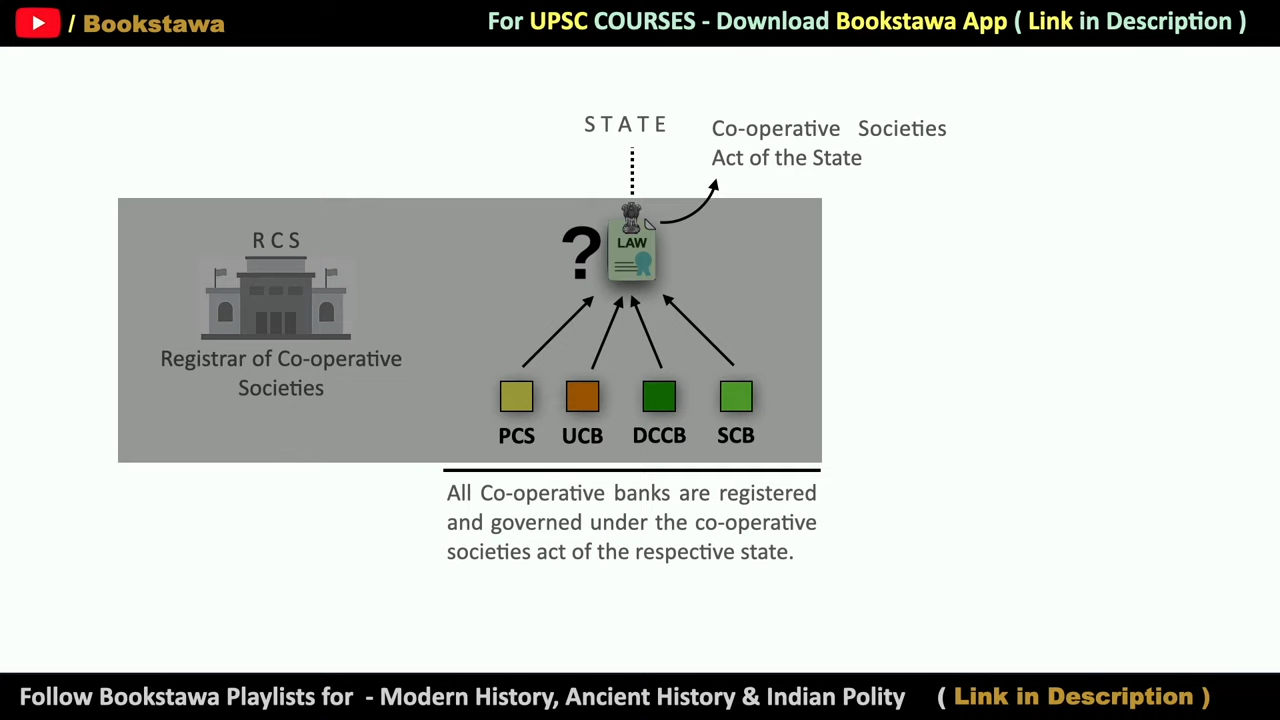 / Bookstawa
For UPSC COURSES - Download Bookstawa App ( Link in Description )
S T A T E
Co-operative Societies
Act of the State
R C S
?
LAW
Registrar of Co-operative
Societies
PCS UCB DCCB SCB
All Co-operative banks are registered
and governed under the co-operative
societies act of the respective state.
Follow Bookstawa Playlists for - Modern History, Ancient History & Indian Polity ( Link in Description )